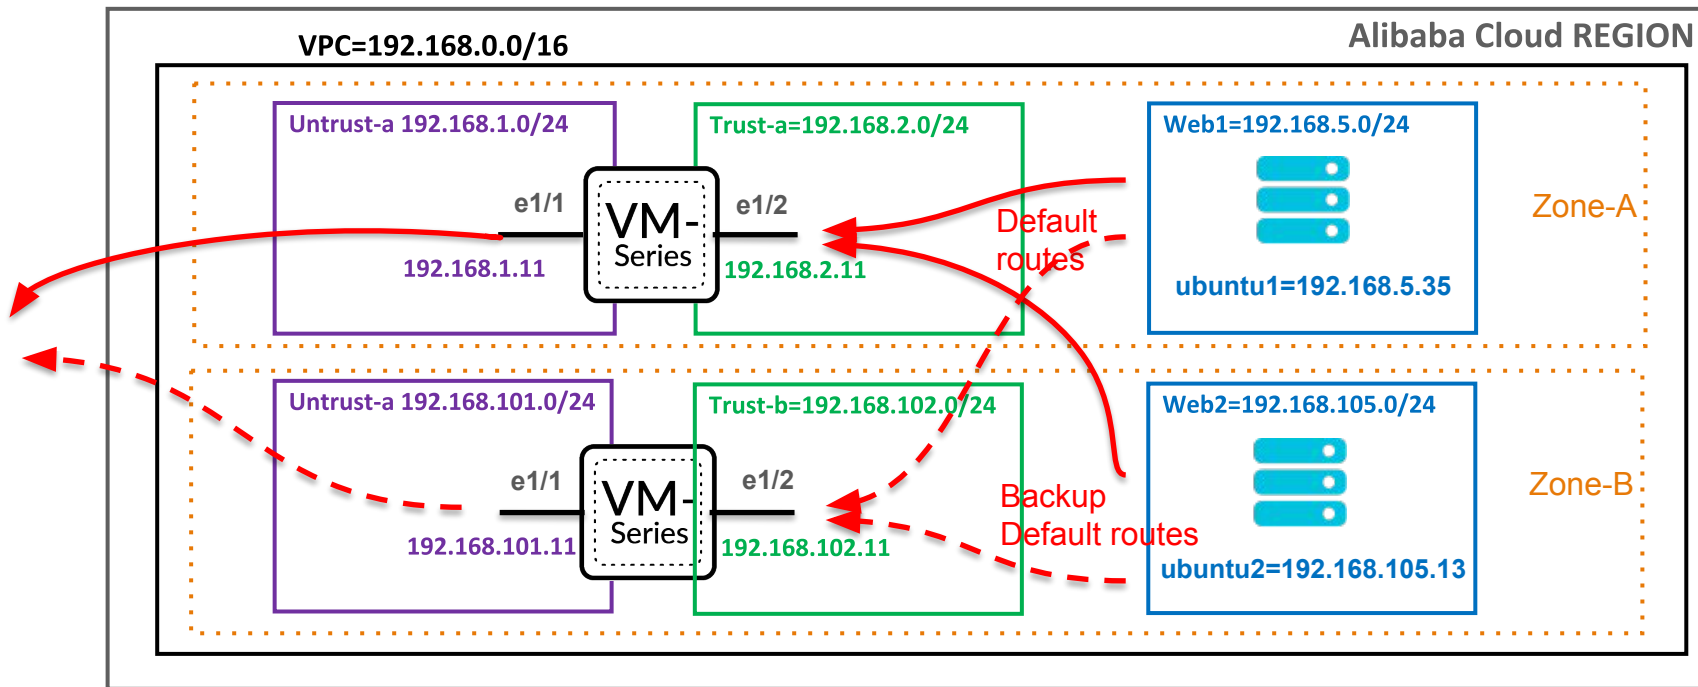 Alibaba Cloud REGION
VPC=192.168.0.0/16
Untrust-a 192.168.1.0/24
Trust-a=192.168.2.0/24
Web1=192.168.5.0/24
e1/1
VM-
Series
e1/2
192.168.1.11
192.168.2.11
Default
routes
ubuntu1=192.168.5.35
Zone-A
Untrust-a 192.168.101.0/24
Trust-b=192.168.102.0/24
Web2=192.168.105.0/24
e1/1
VM-
Series
e1/2
192.168.101.11
192.168.102.11
Backup
Default routes
ubuntu2=192.168.105.13
Zone-B